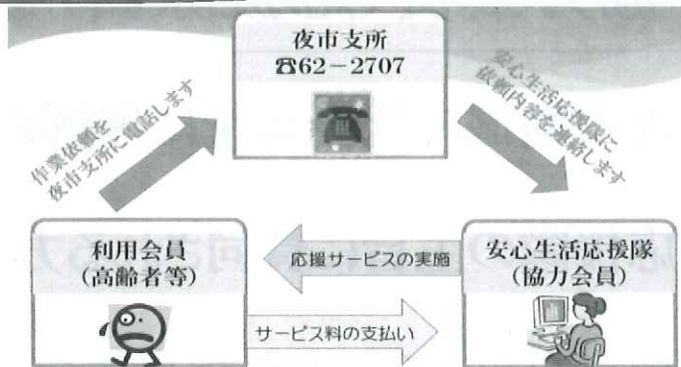 夜市支所
☎62－2707
作業依頼を
夜市支所に電話します
安心生活応援隊に
依頼内容を連絡します
利用会員
(高齢者等)
応援サービスの実施
安心生活応援隊
(協力会員)
サービス料の支払い